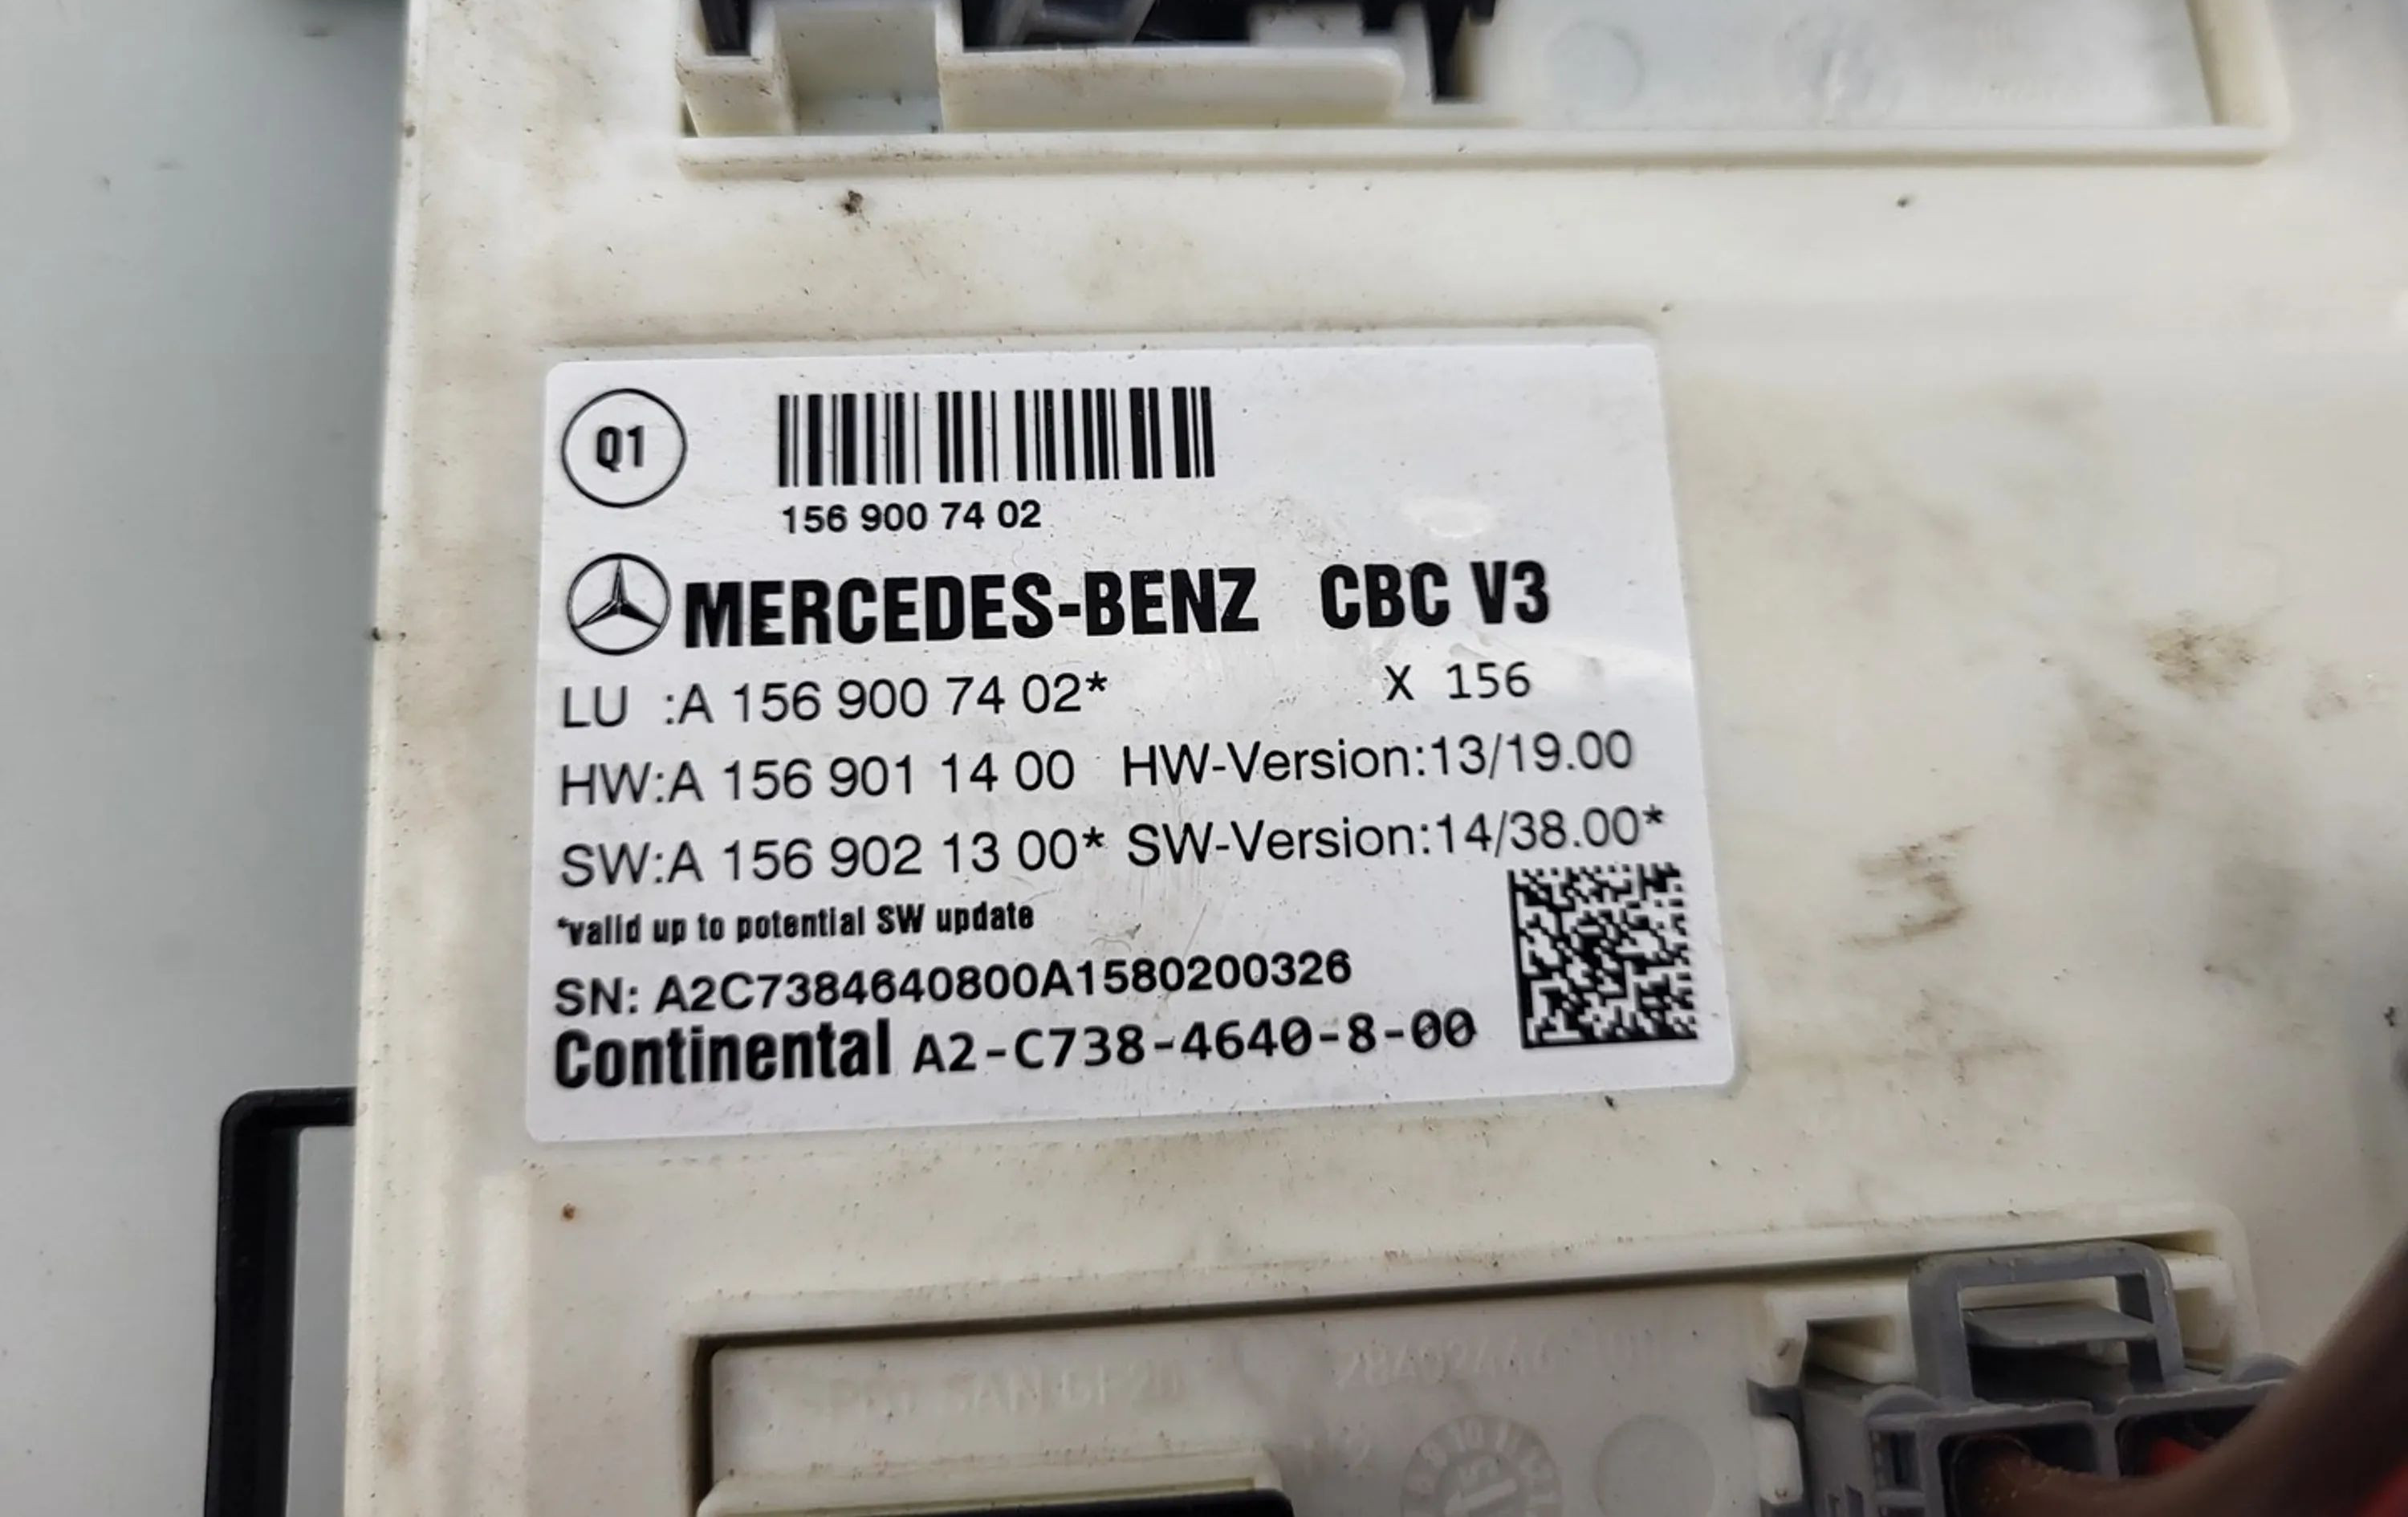 Q1
156 900 74 02
MERCEDES-BENZ CBC V3
LU :A 156 900 74 02* X 156
HW:A 156 901 14 00 HW-Version:13/19.00
SW:A 156 902 13 00* SW-Version:14/38.00*
*valid up to potential SW update
SN: A2C7384640800A1580200326
Continental A2-C738-4640-8-00